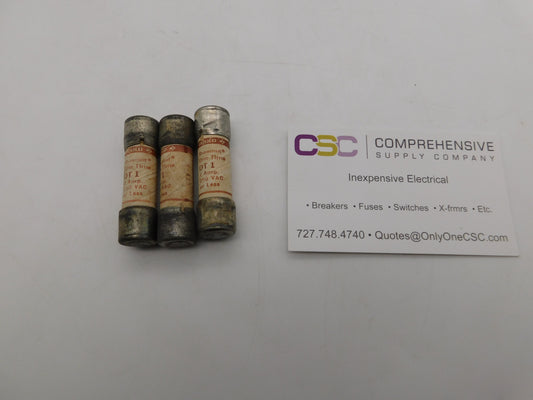 OT 1
Amp.
VAC
or Less
CSC COMPREHENSIVE
SUPPLY COMPANY
Inexpensive Electrical
• Breakers • Fuses • Switches • X-frmrs • Etc.
727.748.4740 • Quotes@OnlyOneCSC.com